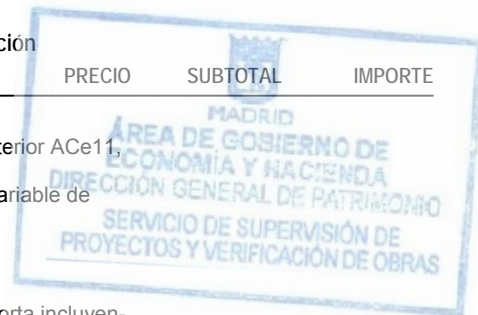 ción
PRECIO SUBTOTAL IMPORTE
MADRID
terior ACe11,
ÁREA DE GOBIERNO DE
ECONOMÍA Y HACIENDA
ariable de
DIRECCIÓN GENERAL DE PATRIMONIO
SERVICIO DE SUPERVISIÓN DE
PROYECTOS Y VERIFICACIÓN DE OBRAS
orta incluyen-